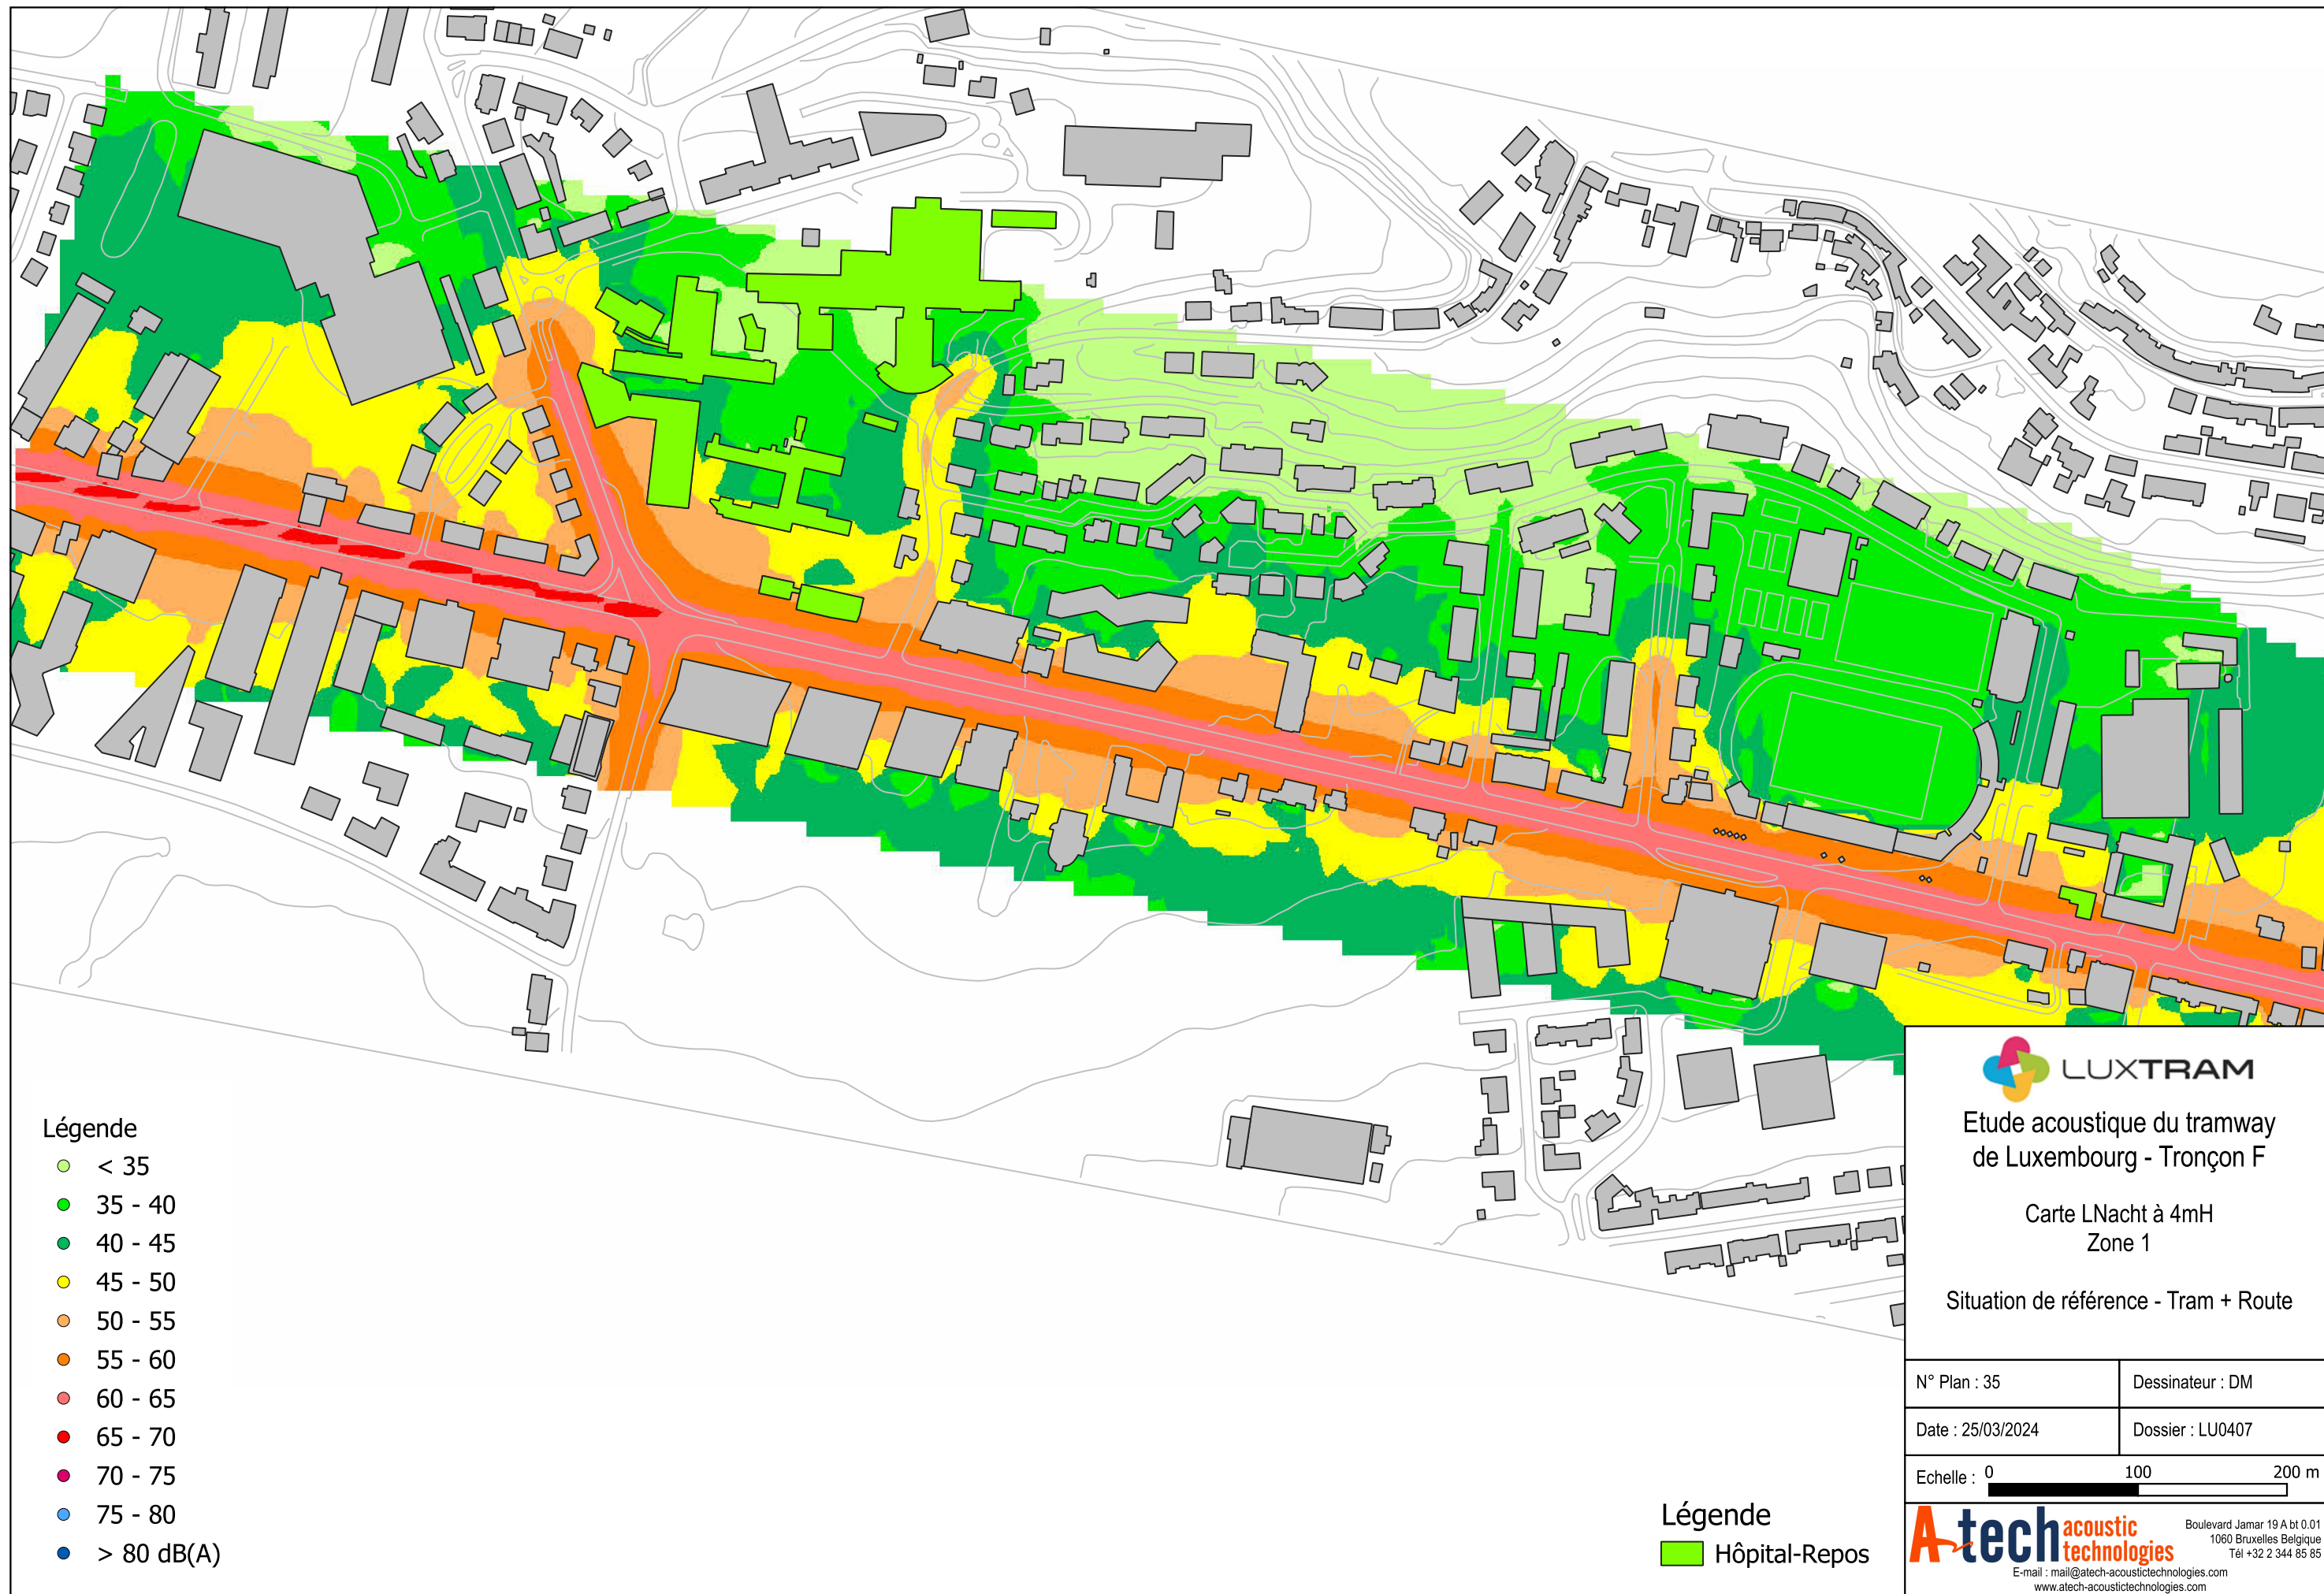 Légende
< 35
35 - 40
40 - 45
45 - 50
50 - 55
55 - 60
60 - 65
65 - 70
70 - 75
75 - 80
> 80 dB(A)
Légende
Hôpital-Repos
LUXTRAM
Etude acoustique du tramway
de Luxembourg - Tronçon F
Carte LNacht à 4mH
Zone 1
Situation de référence - Tram + Route
N° Plan : 35
Dessinateur : DM
Date : 25/03/2024
Dossier : LU0407
Echelle : 0 100 200 m
A-tech acoustic technologies
Boulevard Jamar 19 A bt 0.01
1060 Bruxelles Belgique
Tél +32 2 344 85 85
E-mail : mail@atech-acoustictechnologies.com
www.atech-acoustictechnologies.com